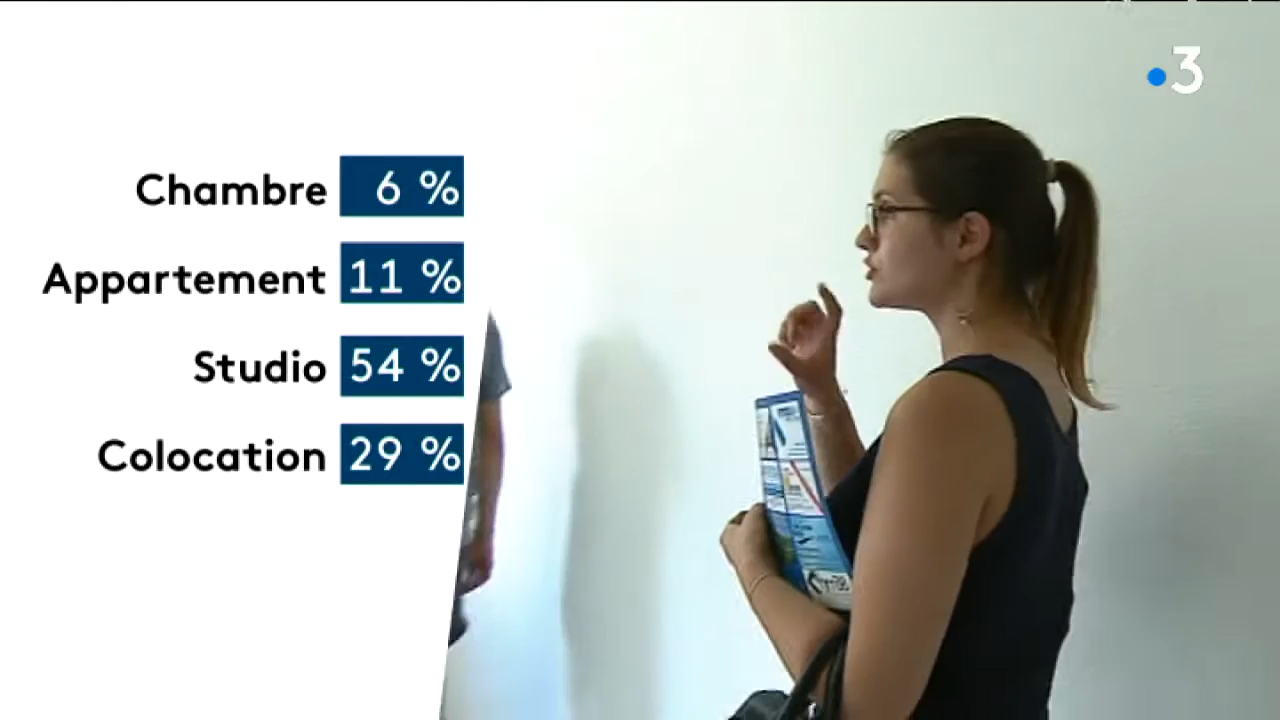 3
Chambre 6 %
Appartement 11 %
Studio 54 %
Colocation 29 %